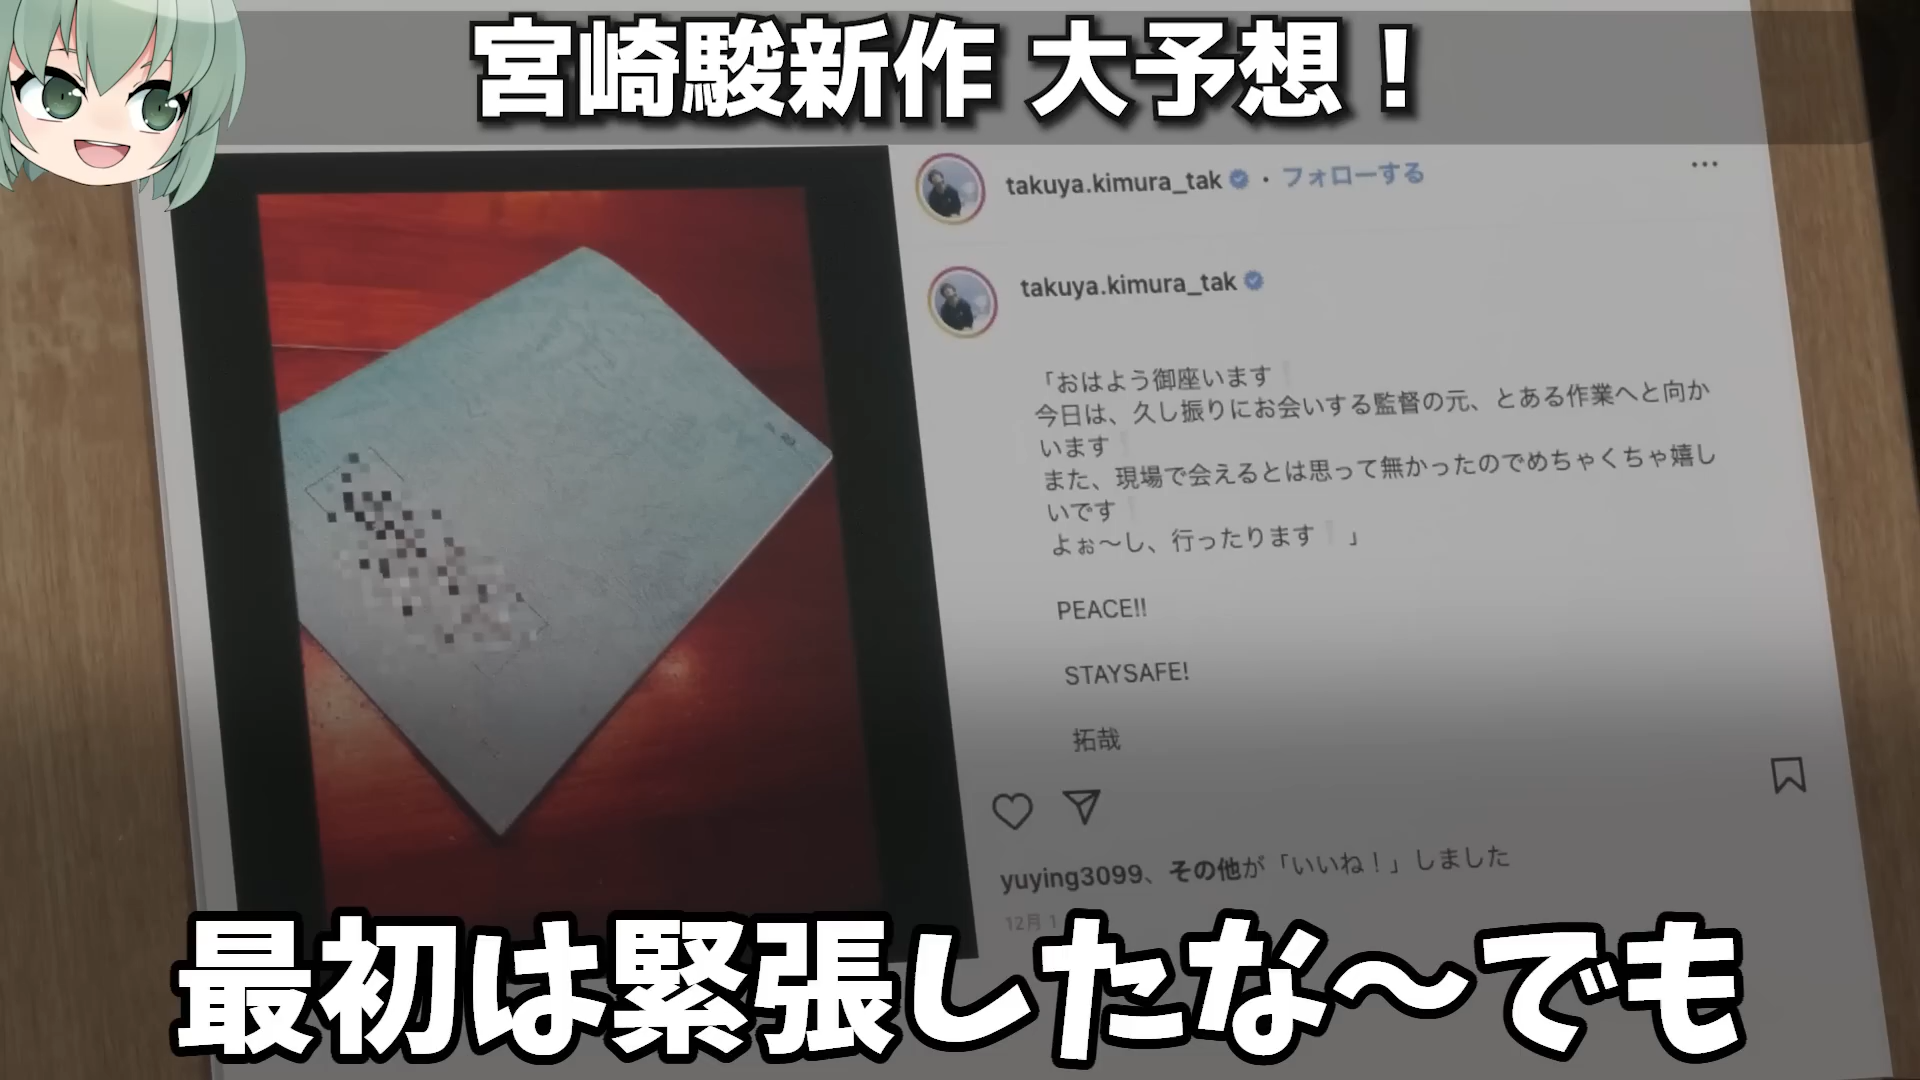 宮崎駿新作 大予想！
takuya.kimura_tak ・ フォローする
takuya.kimura_tak
「おはよう御座います
今日は、久し振りにお会いする監督の元、とある作業へと向か
います
また、現場で会えるとは思って無かったのでめちゃくちゃ嬉し
いです
よぉ〜し、行ったります 」
PEACE!!
STAYSAFE!
拓哉
yuying3099、その他が「いいね！」しました
12月 1
最初は緊張したな〜でも